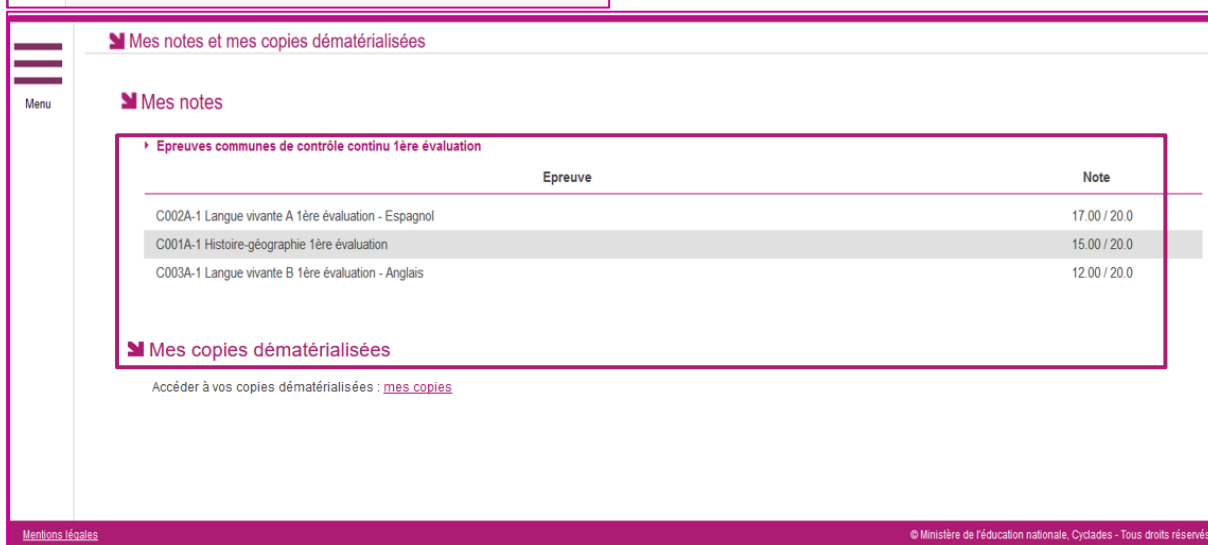 Mes notes et mes copies dématérialisées
Menu
Mes notes
Epreuves communes de contrôle continu 1ère évaluation
Epreuve Note
C002A-1 Langue vivante A 1ère évaluation - Espagnol 17.00 / 20.0
C001A-1 Histoire-géographie 1ère évaluation 15.00 / 20.0
C003A-1 Langue vivante B 1ère évaluation - Anglais 12.00 / 20.0
Mes copies dématérialisées
Accéder à vos copies dématérialisées : mes copies
Mentions légales © Ministère de l'éducation nationale, Cyclades - Tous droits réservés